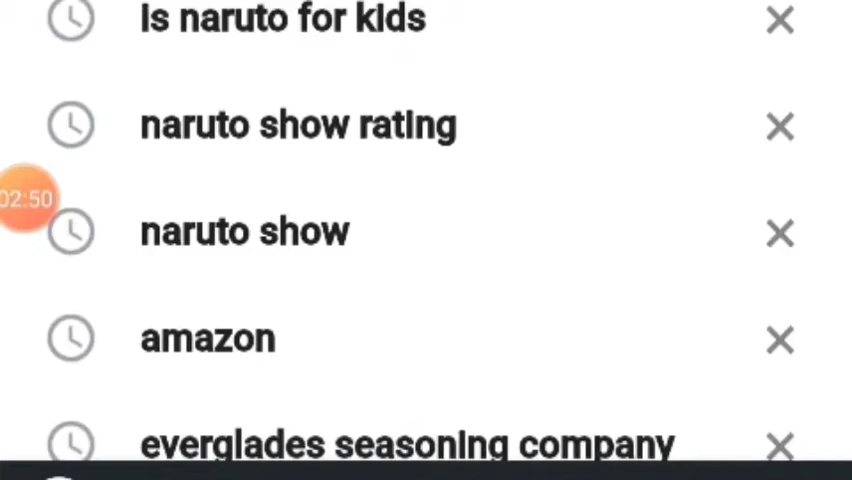 is naruto for kids
naruto show rating
02:50
naruto show
amazon
everglades seasoning company